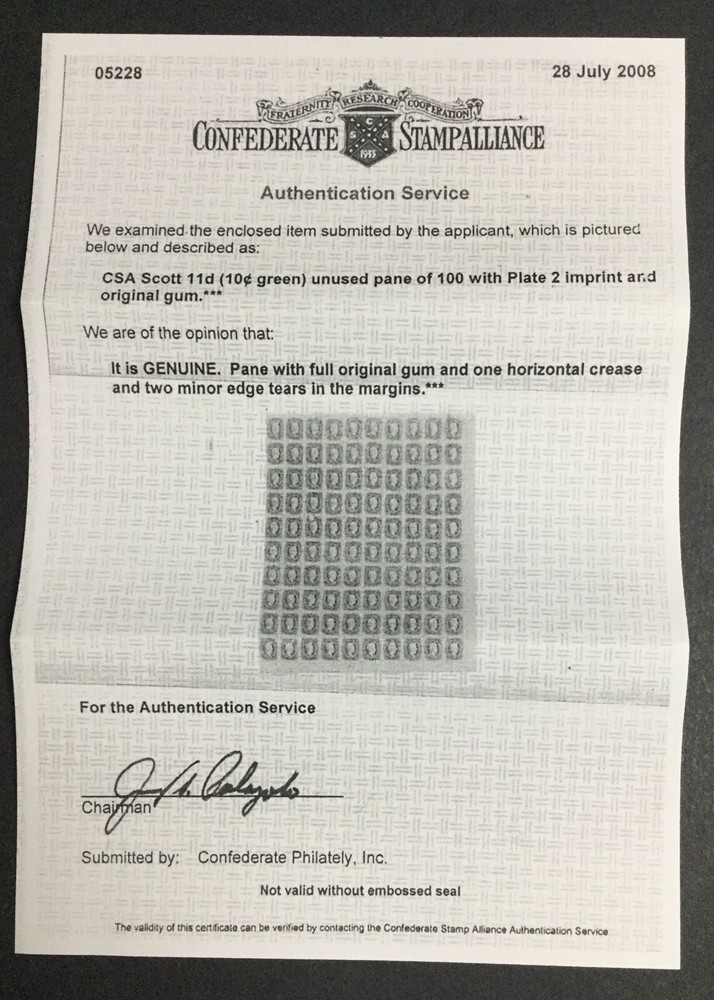 05228
28 July 2008
FRATERNITY RESEARCH COOPERATION
C
S A
1935
CONFEDERATE STAMP ALLIANCE
Authentication Service
We examined the enclosed item submitted by the applicant, which is pictured
below and described as:
CSA Scott 11d (10¢ green) unused pane of 100 with Plate 2 imprint and
original gum.***
We are of the opinion that:
It is GENUINE. Pane with full original gum and one horizontal crease
and two minor edge tears in the margins.***
For the Authentication Service
Chairman
Submitted by: Confederate Philately, Inc.
Not valid without embossed seal
The validity of this certificate can be verified by contacting the Confederate Stamp Alliance Authentication Service